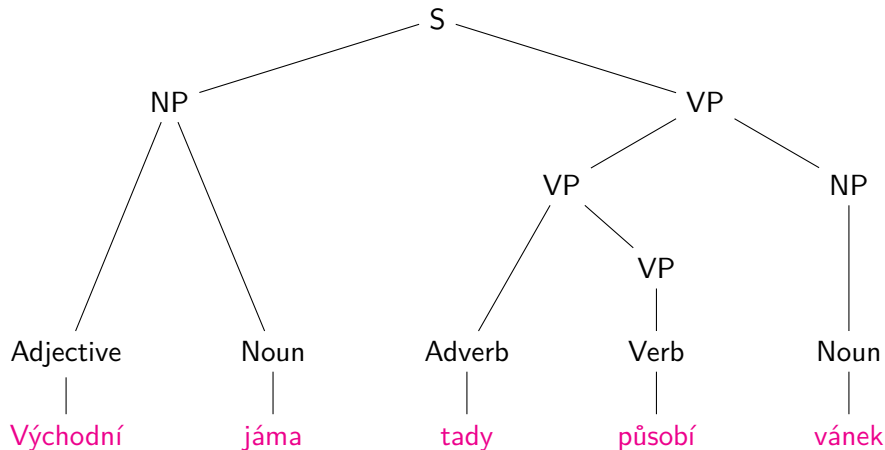 S
NP VP
VP NP
VP
Adjective Noun Adverb Verb Noun
Východní jáma tady působí vánek